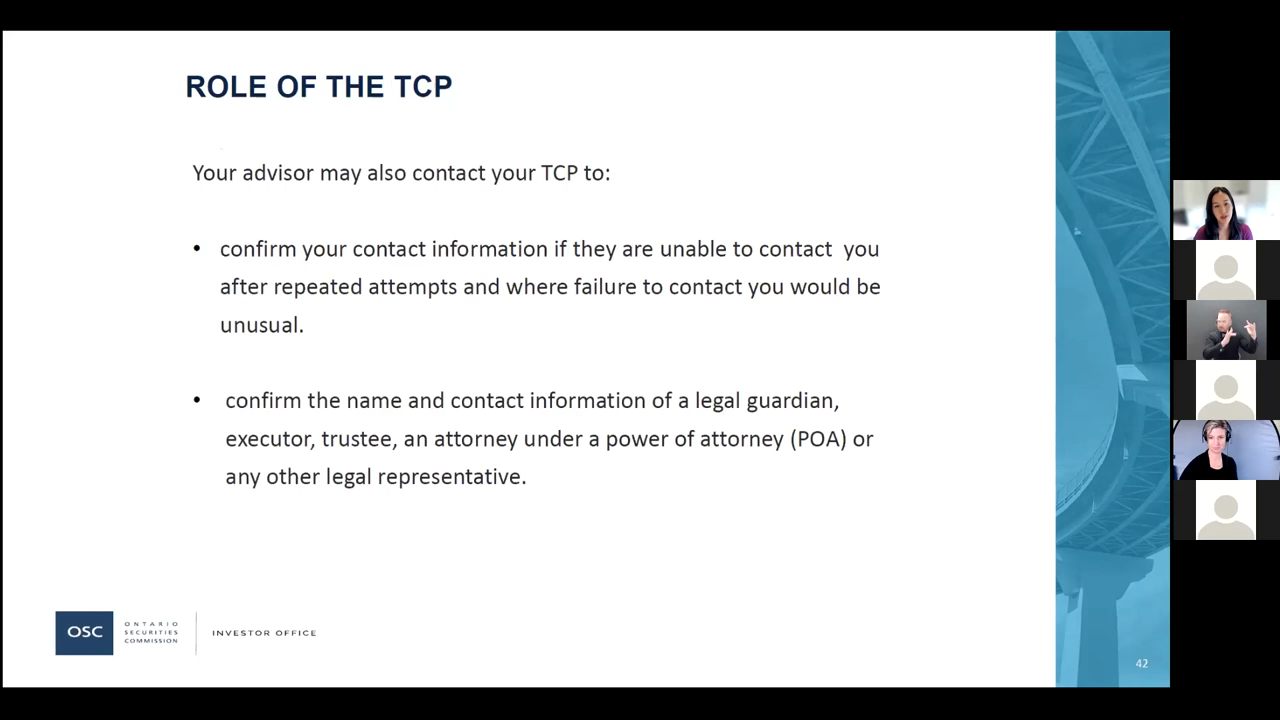 ROLE OF THE TCP
Your advisor may also contact your TCP to:
• confirm your contact information if they are unable to contact  you
after repeated attempts and where failure to contact you would be
unusual.
• confirm the name and contact information of a legal guardian,
executor, trustee, an attorney under a power of attorney (POA) or
any other legal representative.
OSC
ONTARIO
SECURITIES
COMMISSION
INVESTOR OFFICE
42